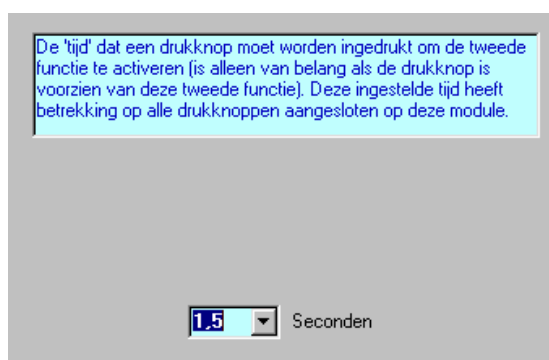 De 'tijd' dat een drukknop moet worden ingedrukt om de tweede
functie te activeren (is alleen van belang als de drukknop is
voorzien van deze tweede functie). Deze ingestelde tijd heeft
betrekking op alle drukknoppen aangesloten op deze module.
1,5 Seconden